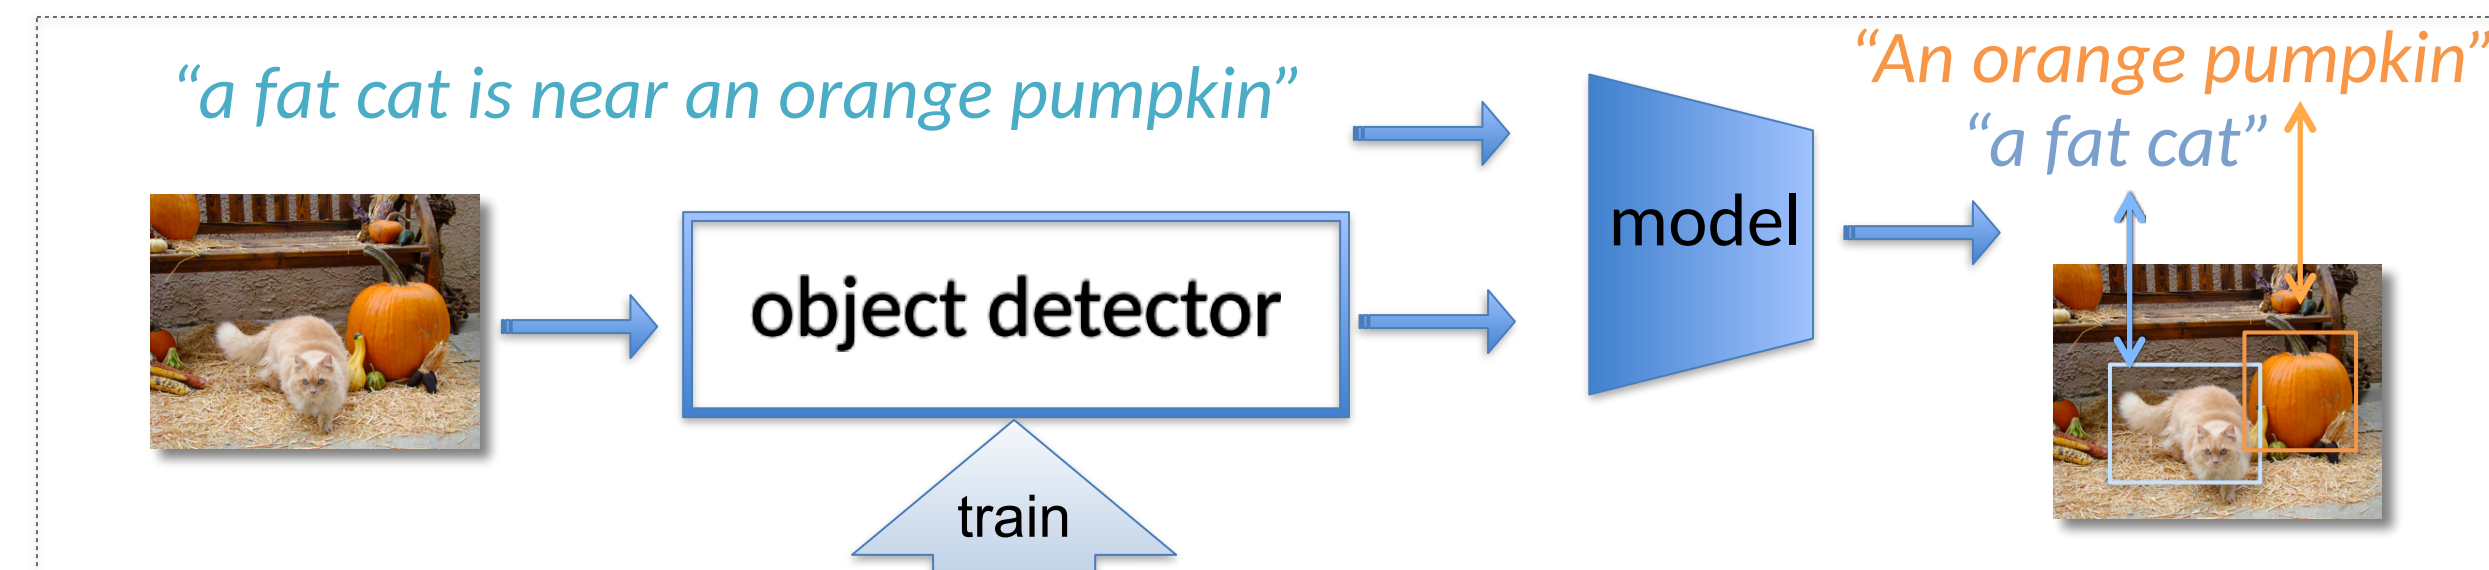 “a fat cat is near an orange pumpkin”
object detector
train
model
“An orange pumpkin”
“a fat cat”